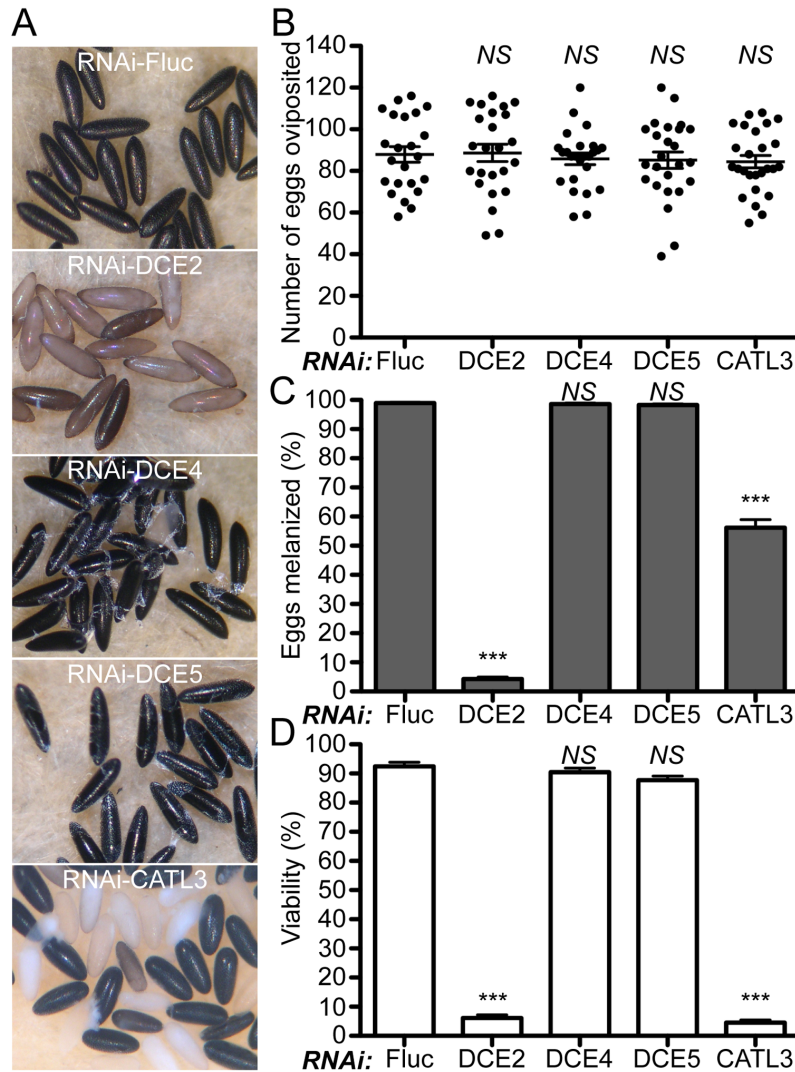 A
RNAi-Fluc
RNAi-DCE2
RNAi-DCE4
RNAi-DCE5
RNAi-CATL3
B
Number of eggs oviposited
140
120
100
80
60
40
20
0
NS NS NS NS
RNAi: Fluc DCE2 DCE4 DCE5 CATL3
C
Eggs melanized (%)
100
90
80
70
60
50
40
30
20
10
0
*** NS NS ***
RNAi: Fluc DCE2 DCE4 DCE5 CATL3
D
Viability (%)
100
90
80
70
60
50
40
30
20
10
0
*** NS NS ***
RNAi: Fluc DCE2 DCE4 DCE5 CATL3